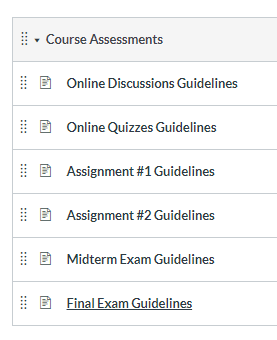 Course Assessments
Online Discussions Guidelines
Online Quizzes Guidelines
Assignment #1 Guidelines
Assignment #2 Guidelines
Midterm Exam Guidelines
Final Exam Guidelines